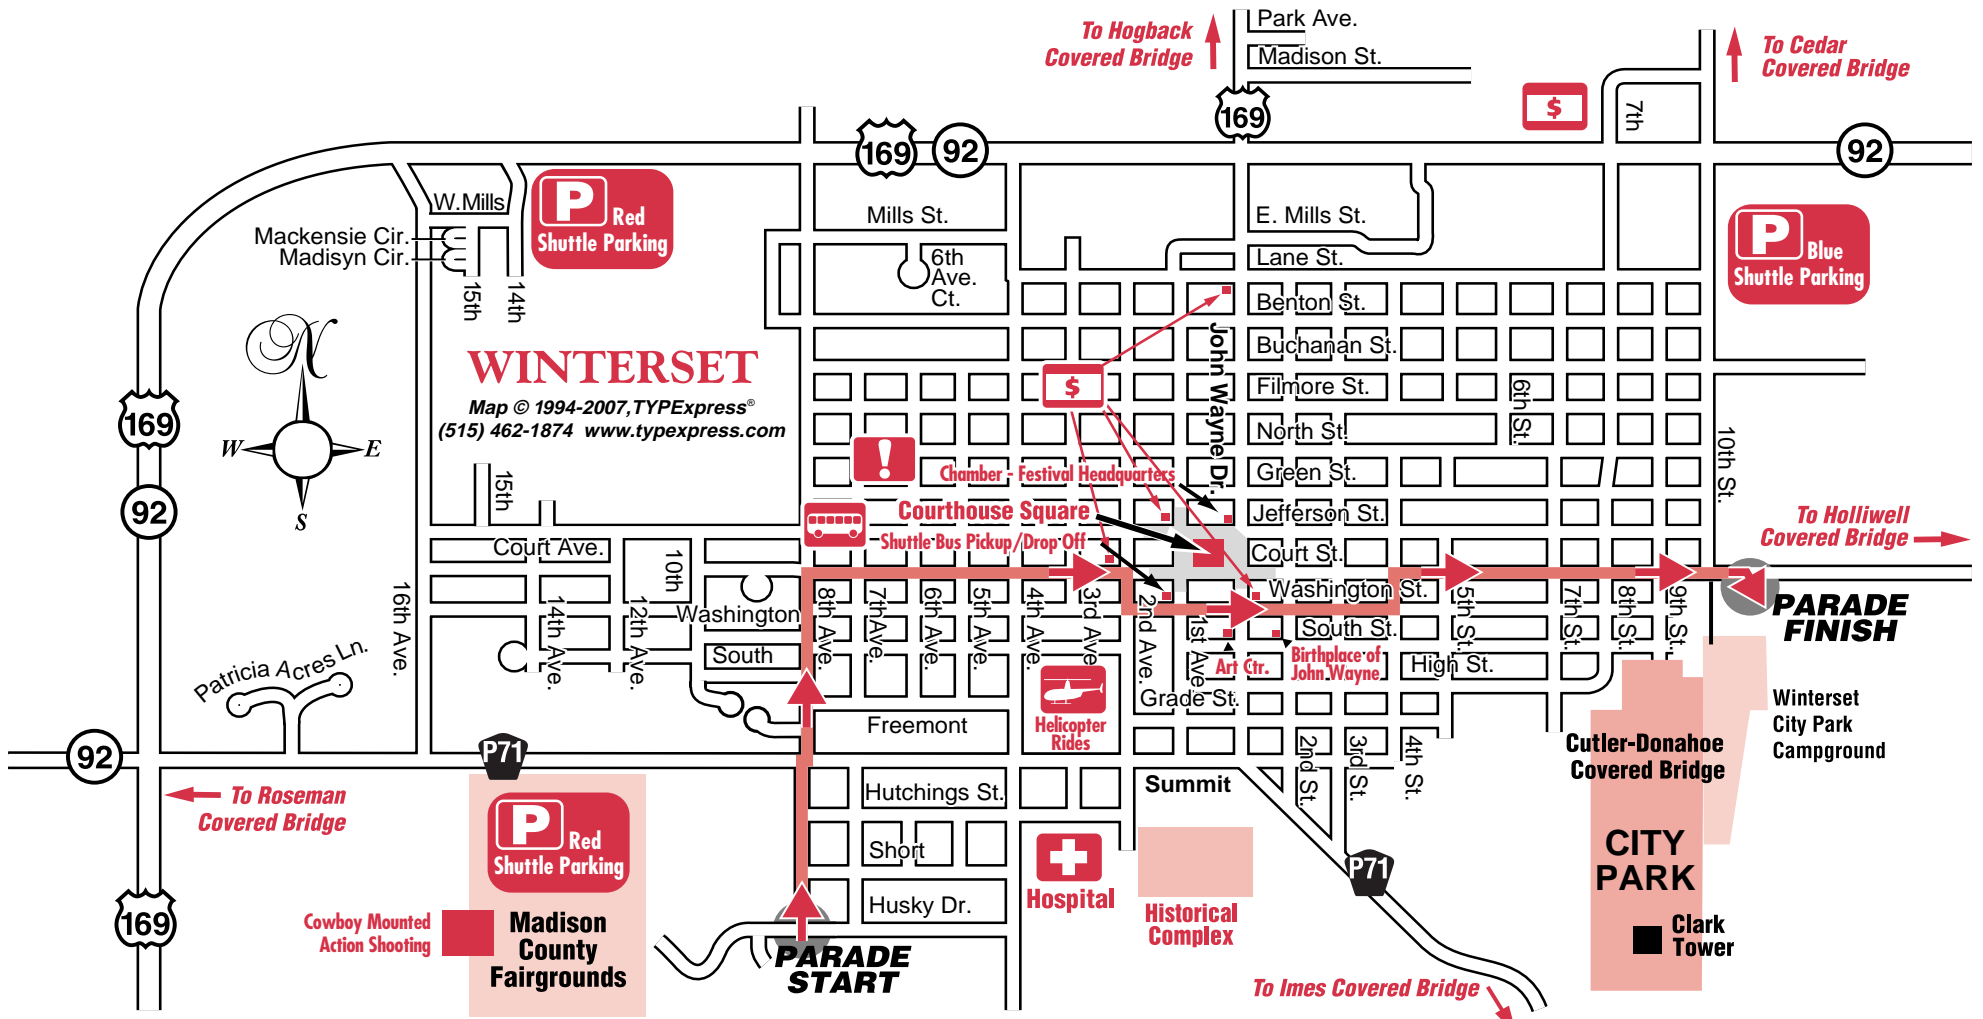 Park Ave.
To Hogback
Covered Bridge
Madison St.
To Cedar
Covered Bridge
$
7th
169
169
92
92
W.Mills
P Red
Shuttle Parking
Mills St.
E. Mills St.
Mackensie Cir.
Madisyn Cir.
P Blue
Shuttle Parking
Lane St.
6th
Ave.
Ct.
15th
14th
Benton St.
N
John Wayne Dr.
WINTERSET
Map © 1994-2007,TYPExpress®
(515) 462-1874 www.typexpress.com
Buchanan St.
$
Filmore St.
6th St.
169
W
E
S
North St.
10th St.
!
Chamber - Festival Headquarters
Green St.
15th
92
Courthouse Square
Jefferson St.
To Holliwell
Covered Bridge
Shuttle Bus Pickup/Drop Off
Court Ave.
Court St.
10th
16th Ave.
14th Ave.
12th Ave.
Washington
8th Ave.
7thAve.
6th Ave.
5th Ave.
4th Ave.
3rd Ave.
2nd Ave.
1st Ave.
Washington St.
5th St.
7th St.
8th St.
9th St.
PARADE
FINISH
South St.
South
Patricia Acres Ln.
Art Ctr.
Birthplace of
John Wayne
High St.
Grade St.
Winterset
City Park
Campground
Helicopter
Rides
Freemont
92
P71
2nd St.
3rd St.
4th St.
Cutler-Donahoe
Covered Bridge
Summit
To Roseman
Covered Bridge
Hutchings St.
P Red
Shuttle Parking
Short
Hospital
P71
CITY
PARK
169
Cowboy Mounted
Action Shooting
Madison
County
Fairgrounds
Husky Dr.
Historical
Complex
Clark
Tower
PARADE
START
To Imes Covered Bridge